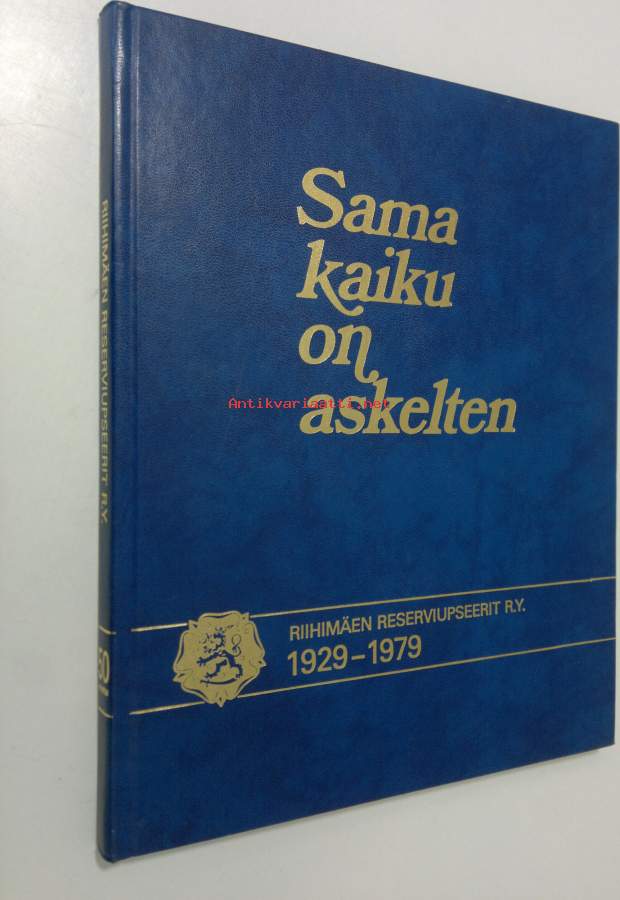 Sama
kaiku
on
askelten
Antikvariaatti.net
RIIHIMÄEN RESERVIUPSEERIT R.Y.
1929–1979
RIIHIMÄEN RESERVIUPSEERIT R.Y.
50